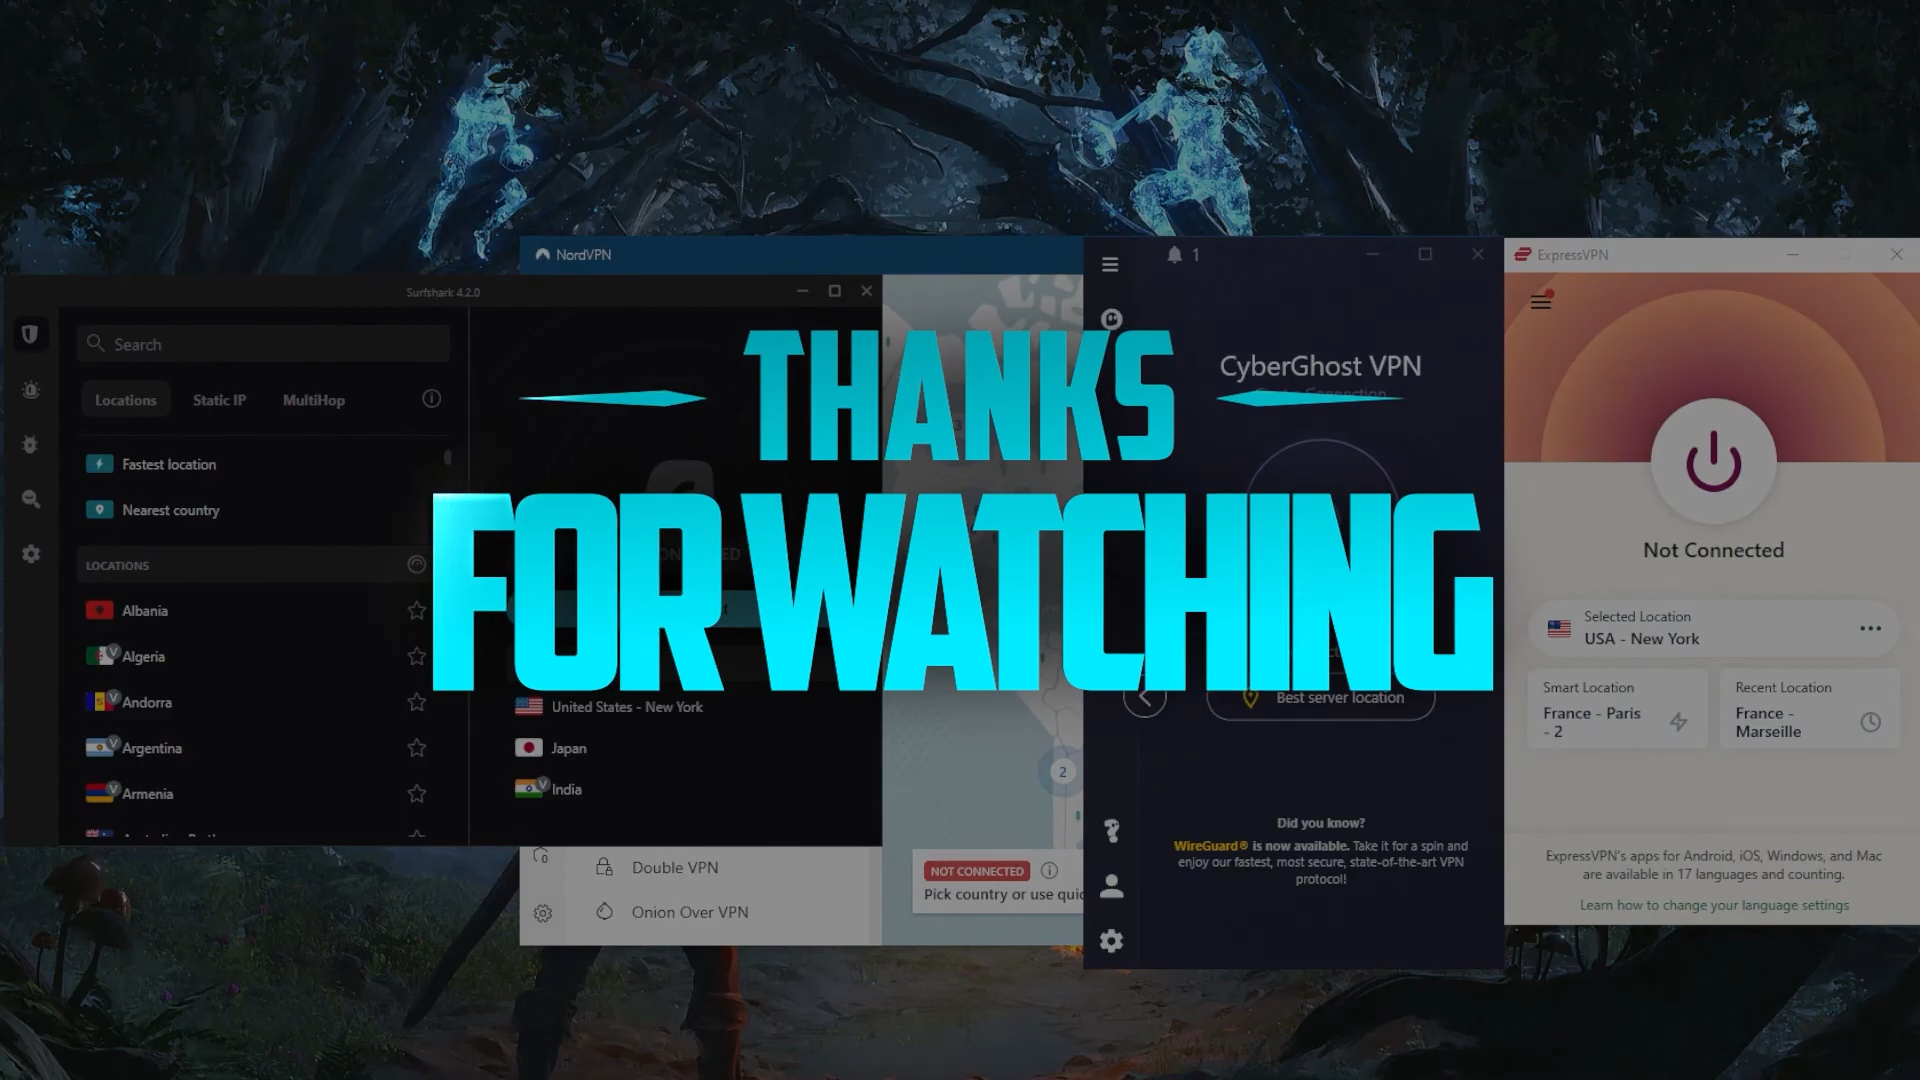 NordVPN
1
ExpressVPN
Surfshark 4.2.0
Search
Locations
Static IP
MultiHop
Fastest location
Nearest country
LOCATIONS
Albania
Algeria
Andorra
Argentina
Armenia
THANKS
FOR WATCHING
United States - New York
Japan
India
Double VPN
Onion Over VPN
2
NOT CONNECTED
Pick country or use
CyberGhost VPN
Best server location
Did you know?
WireGuard® is now available. Take it for a spin and
enjoy our fastest, most secure, state-of-the-art VPN
protocol!
Not Connected
Selected Location
USA - New York
Smart Location
France - Paris
- 2
Recent Location
France -
Marseille
ExpressVPN's apps for Android, iOS, Windows, and Mac
are available in 17 languages and counting.
Learn how to change your language settings